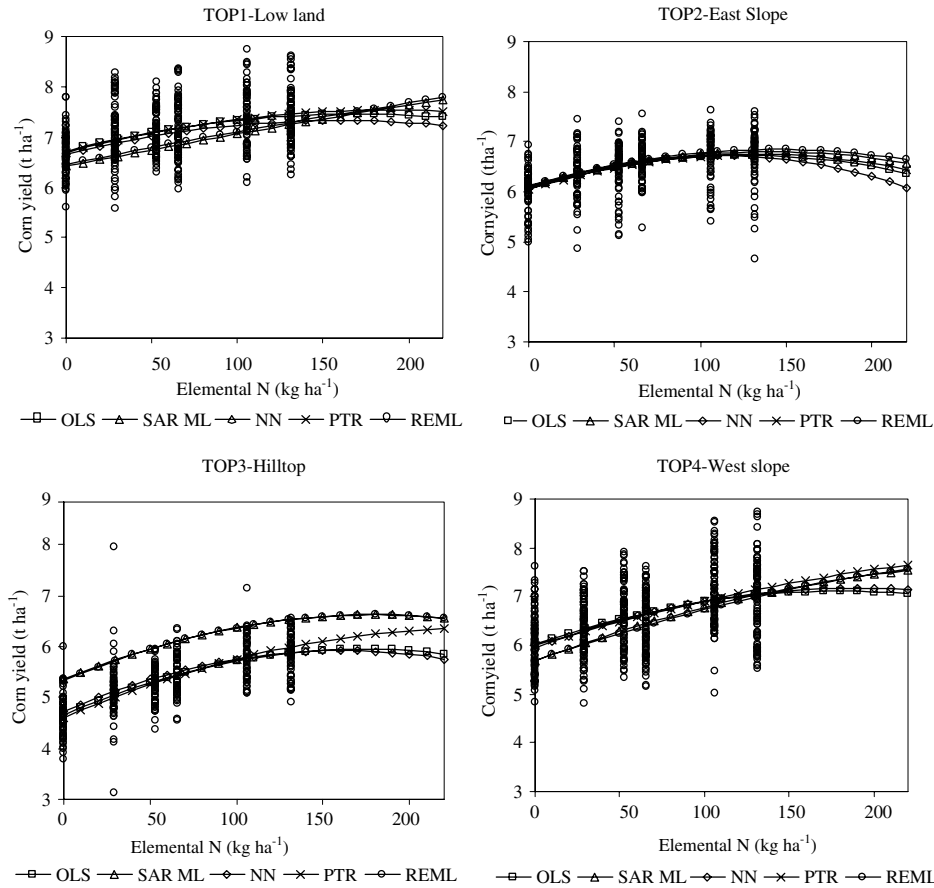 TOP1-Low land
9
8
7
6
5
4
3
Corn yield (t ha-1)
0 50 100 150 200
Elemental N (kg ha-1)
OLS SAR ML NN PTR REML
TOP2-East Slope
9
8
7
6
5
4
3
Corn yield (tha-1)
0 50 100 150 200
Elemental N (kg ha-1)
OLS SAR ML NN PTR REML
TOP3-Hilltop
9
8
7
6
5
4
3
Corn yield (t ha-1)
0 50 100 150 200
Elemental N (kg ha-1)
OLS SAR ML NN PTR REML
TOP4-West slope
9
8
7
6
5
4
3
Cornyield (t ha-1)
0 50 100 150 200
Elemental N (kg ha-1)
OLS SAR ML NN PTR REML